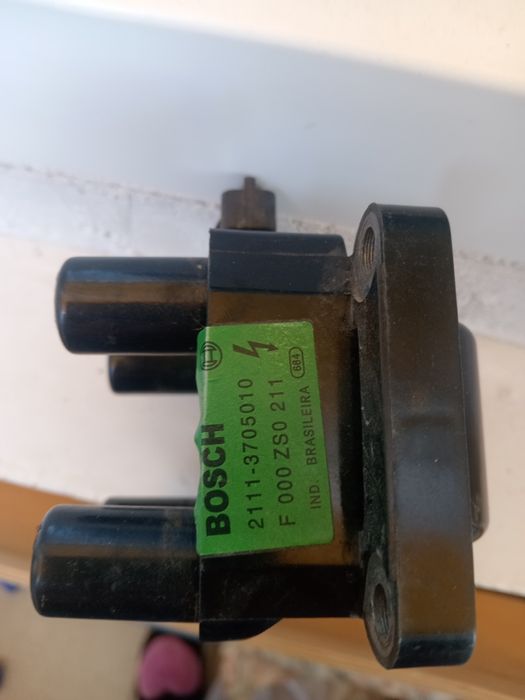 BOSCH
2111-3705010
F 000 ZS0 211
IND. BRASILEIRA 684